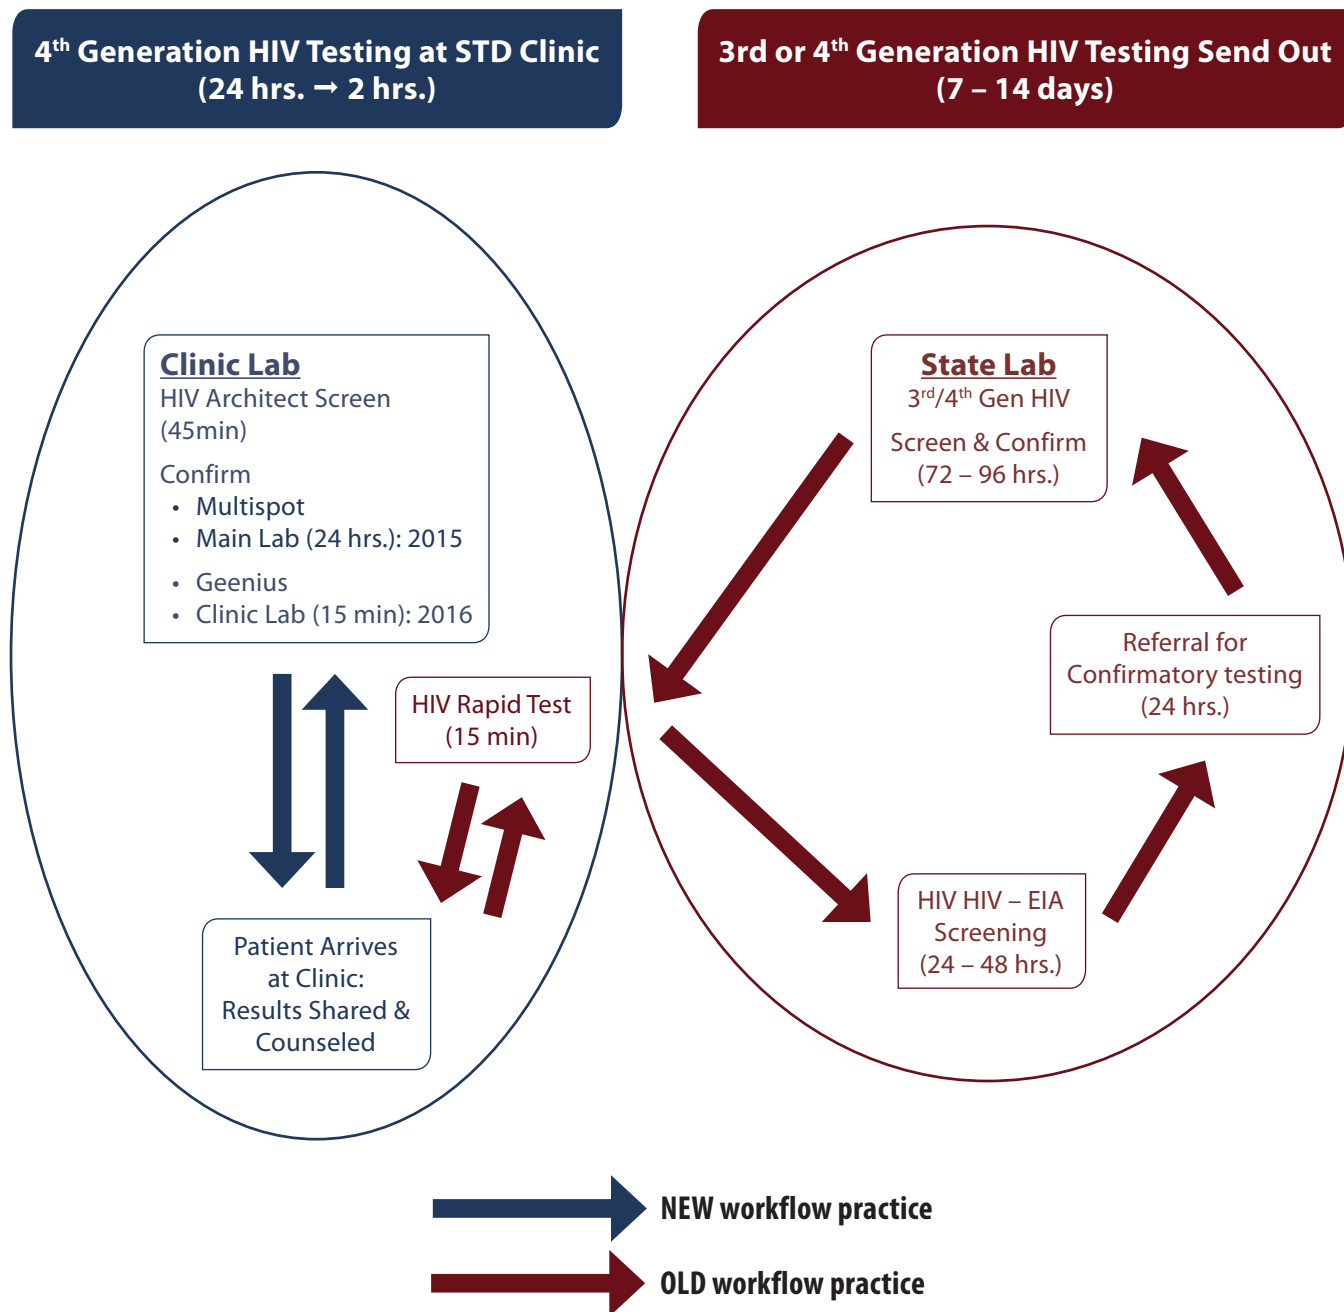 4th Generation HIV Testing at STD Clinic
(24 hrs. → 2 hrs.)
3rd or 4th Generation HIV Testing Send Out
(7 – 14 days)
Clinic Lab
HIV Architect Screen
(45min)
Confirm
• Multispot
• Main Lab (24 hrs.): 2015
• Geenius
• Clinic Lab (15 min): 2016
HIV Rapid Test
(15 min)
Patient Arrives
at Clinic:
Results Shared &
Counseled
State Lab
3rd/4th Gen HIV
Screen & Confirm
(72 – 96 hrs.)
Referral for
Confirmatory testing
(24 hrs.)
HIV HIV – EIA
Screening
(24 – 48 hrs.)
NEW workflow practice
OLD workflow practice